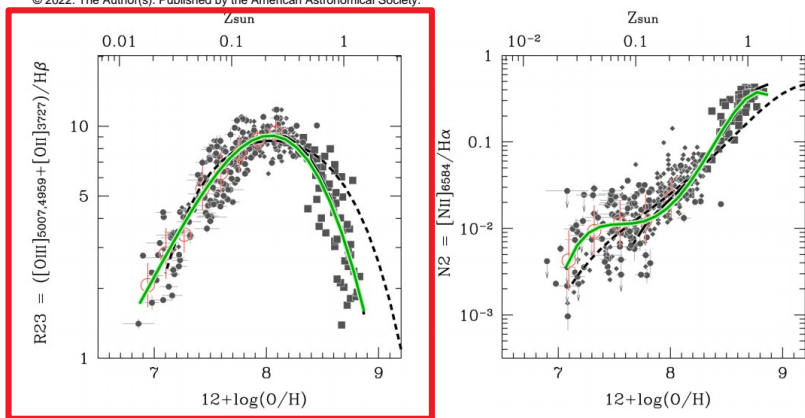 © 2022. The Author(s). Published by the American Astronomical Society.
Zsun
0.01 0.1 1
R23 = ([OIII]5007,4959+[OII]3727)/Hβ
10
5
2
1
7 8 9
12+log(O/H)
Zsun
10⁻² 0.1 1
N2 = [NII]6584/Hα
1
0.1
10⁻²
10⁻³
7 8 9
12+log(O/H)